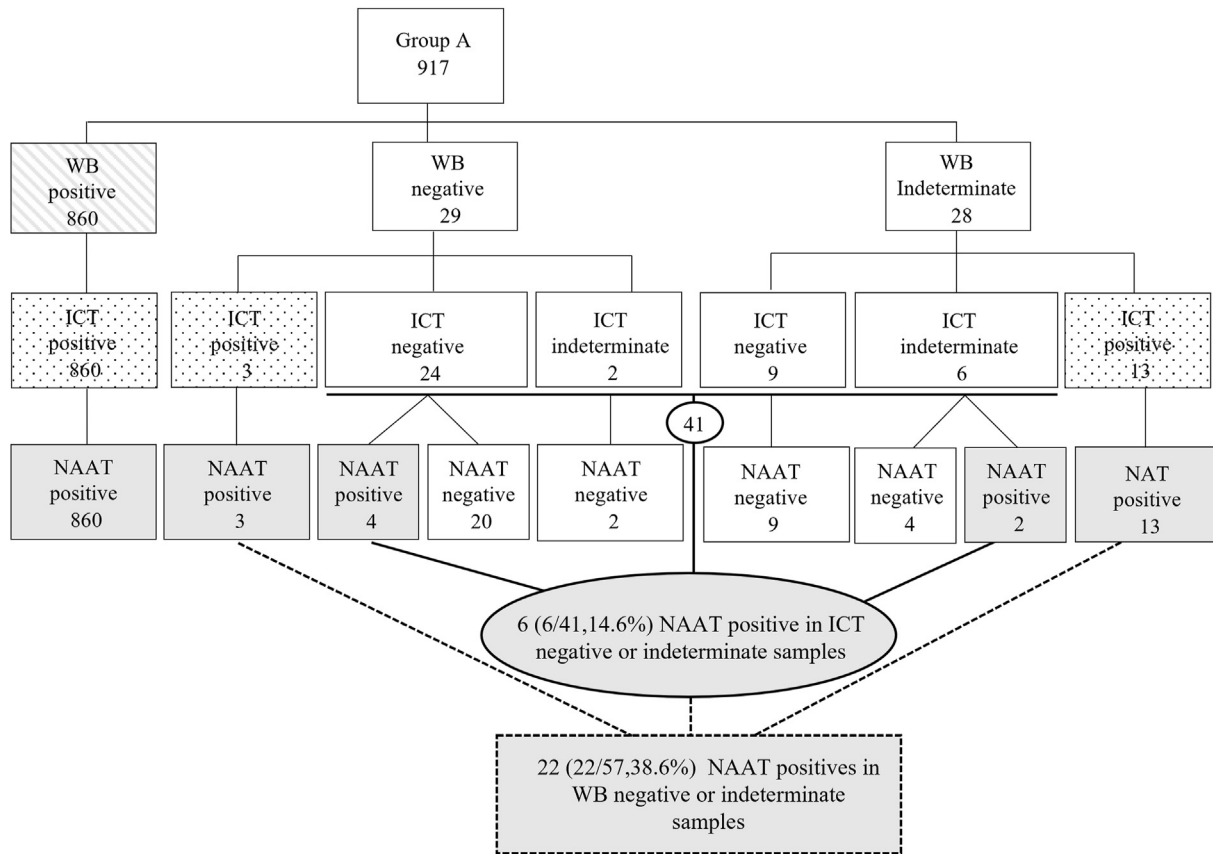 Group A
917
WB
positive
860
WB
negative
29
WB
Indeterminate
28
ICT
positive
860
ICT
positive
3
ICT
negative
24
ICT
indeterminate
2
ICT
negative
9
ICT
indeterminate
6
ICT
positive
13
41
NAAT
positive
860
NAAT
positive
3
NAAT
positive
4
NAAT
negative
20
NAAT
negative
2
NAAT
negative
9
NAAT
negative
4
NAAT
positive
2
NAT
positive
13
6 (6/41,14.6%) NAAT positive in ICT
negative or indeterminate samples
22 (22/57,38.6%) NAAT positives in
WB negative or indeterminate
samples